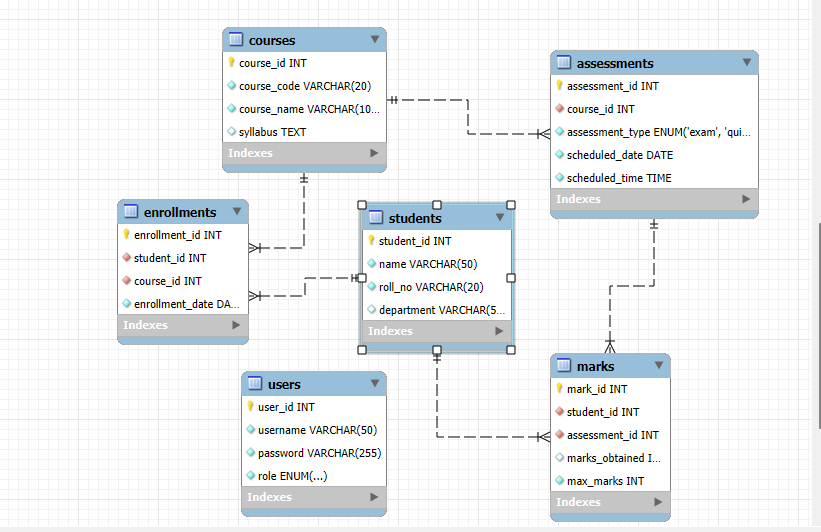 courses
course_id INT
course_code VARCHAR(20)
course_name VARCHAR(10...
syllabus TEXT
Indexes
assessments
assessment_id INT
course_id INT
assessment_type ENUM('exam', 'qui...
scheduled_date DATE
scheduled_time TIME
Indexes
enrollments
enrollment_id INT
student_id INT
course_id INT
enrollment_date DA...
Indexes
students
student_id INT
name VARCHAR(50)
roll_no VARCHAR(20)
department VARCHAR(5...
Indexes
users
user_id INT
username VARCHAR(50)
password VARCHAR(255)
role ENUM(...)
Indexes
marks
mark_id INT
student_id INT
assessment_id INT
marks_obtained I...
max_marks INT
Indexes